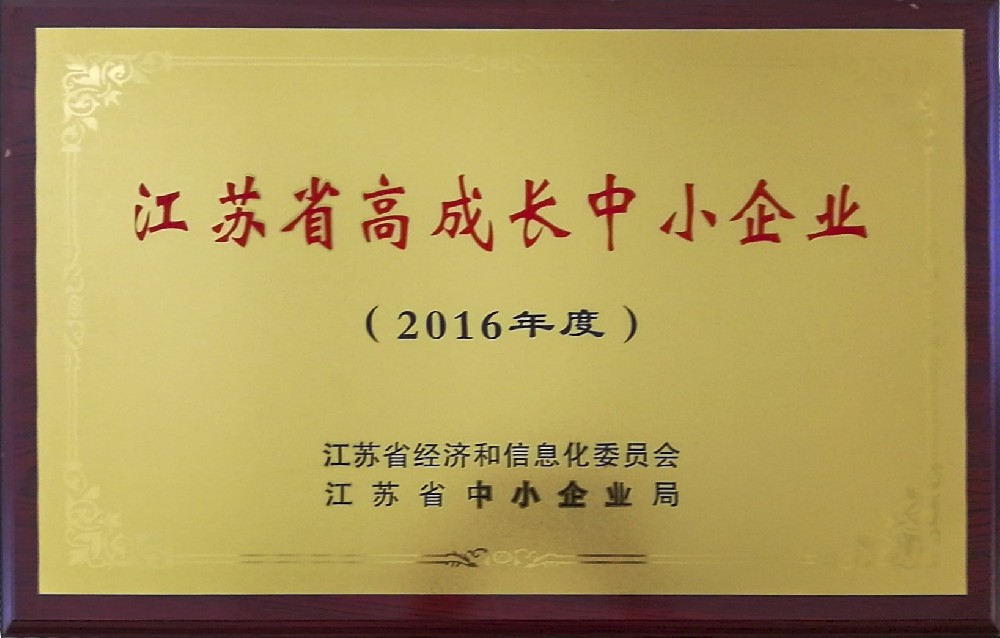 江苏省高成长中小企业
（2016年度）
江苏省经济和信息化委员会
江苏省中小企业局